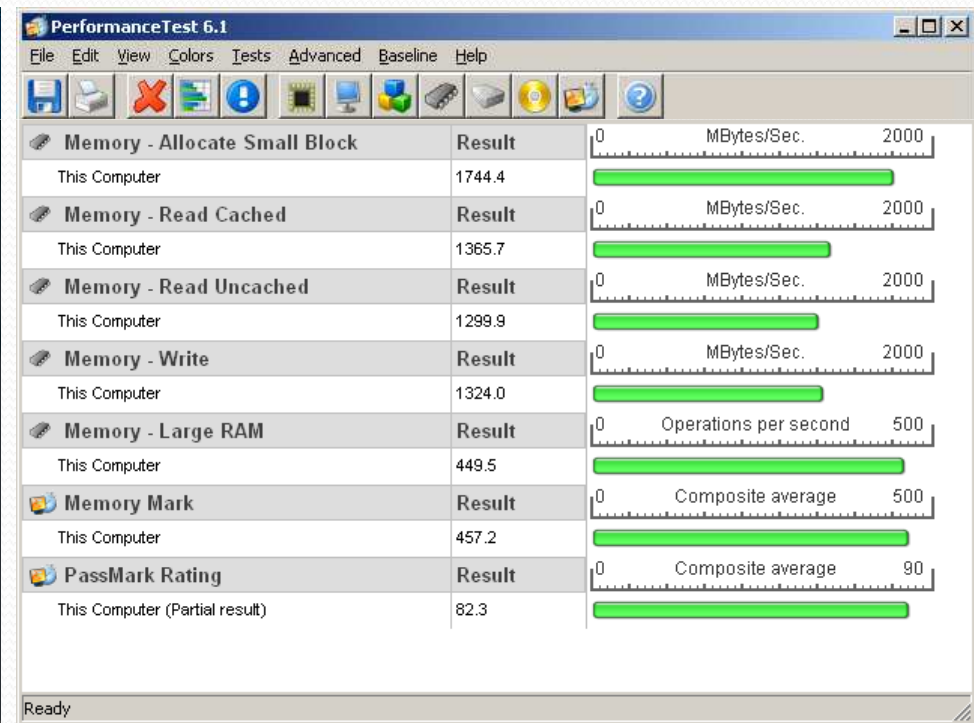 PerformanceTest 6.1
File Edit View Colors Tests Advanced Baseline Help
Memory - Allocate Small Block Result 0 MBytes/Sec. 2000
This Computer 1744.4
Memory - Read Cached Result 0 MBytes/Sec. 2000
This Computer 1365.7
Memory - Read Uncached Result 0 MBytes/Sec. 2000
This Computer 1299.9
Memory - Write Result 0 MBytes/Sec. 2000
This Computer 1324.0
Memory - Large RAM Result 0 Operations per second 500
This Computer 449.5
Memory Mark Result 0 Composite average 500
This Computer 457.2
PassMark Rating Result 0 Composite average 90
This Computer (Partial result) 82.3
Ready